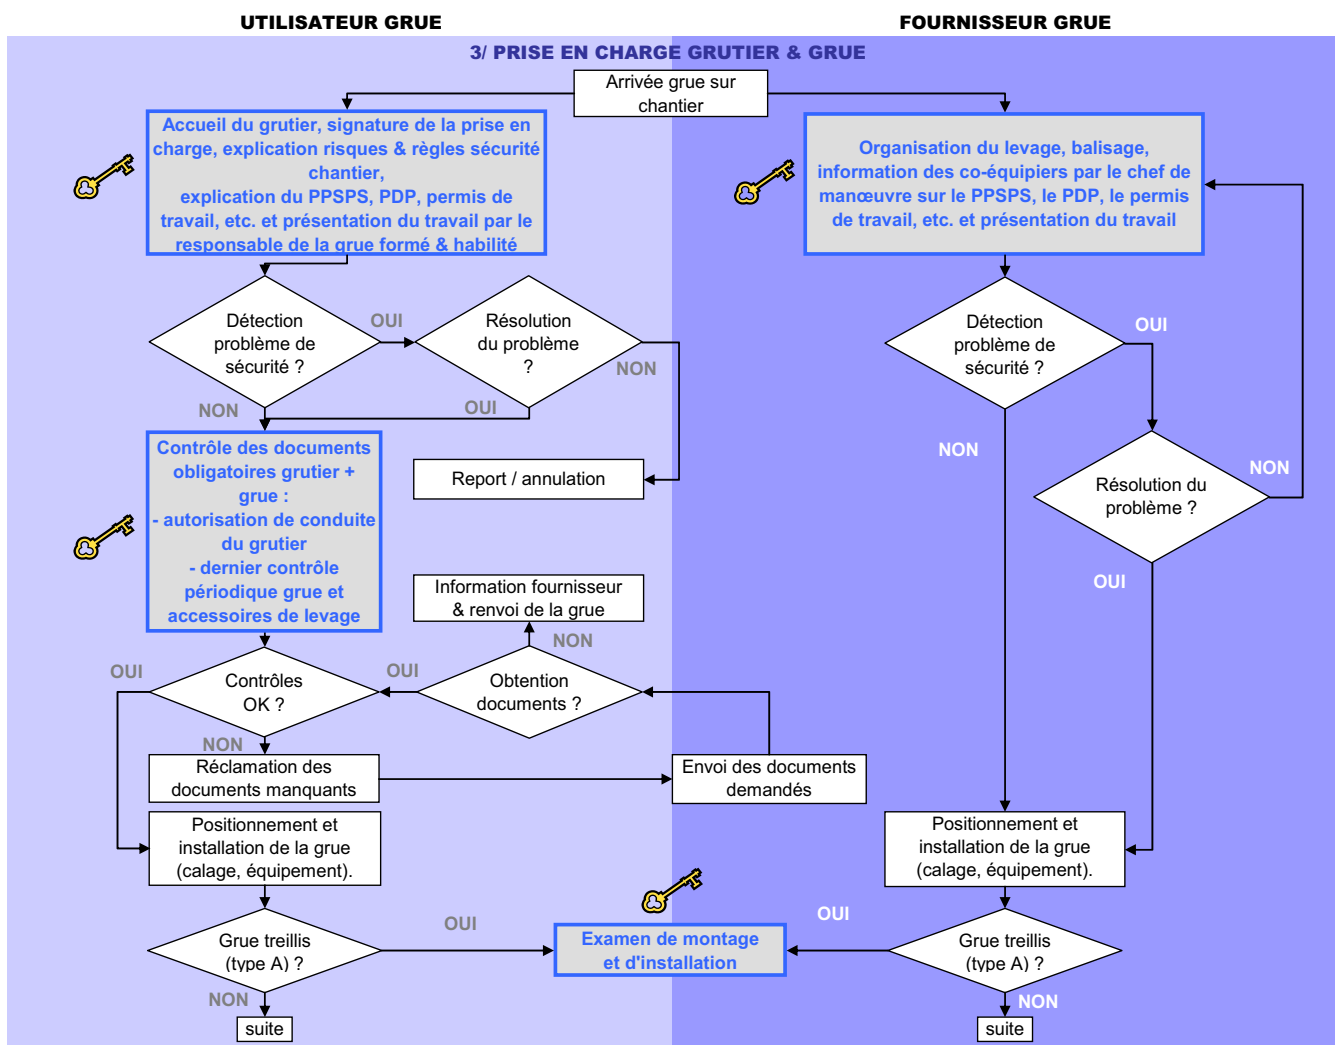 UTILISATEUR GRUE
FOURNISSEUR GRUE
3/ PRISE EN CHARGE GRUTIER & GRUE
Arrivée grue sur
chantier
Accueil du grutier, signature de la prise en
charge, explication risques & règles sécurité
chantier,
explication du PPSPS, PDP, permis de
travail, etc. et présentation du travail par le
responsable de la grue formé & habilité
Organisation du levage, balisage,
information des co-équipiers par le chef de
manœuvre sur le PPSPS, le PDP, le permis
de travail, etc. et présentation du travail
Détection
problème de
sécurité ?
OUI
Résolution
du problème
?
NON
NON
OUI
Détection
problème de
sécurité ?
OUI
NON
Résolution du
problème ?
NON
OUI
Contrôle des documents
obligatoires grutier +
grue :
- autorisation de conduite
du grutier
- dernier contrôle
périodique grue et
accessoires de levage
Report / annulation
Information fournisseur
& renvoi de la grue
NON
OUI
Contrôles
OK ?
OUI
Obtention
documents ?
NON
Réclamation des
documents manquants
Envoi des documents
demandés
Positionnement et
installation de la grue
(calage, équipement).
Positionnement et
installation de la grue
(calage, équipement).
Grue treillis
(type A) ?
OUI
Examen de montage
et d'installation
OUI
Grue treillis
(type A) ?
NON
NON
suite
suite